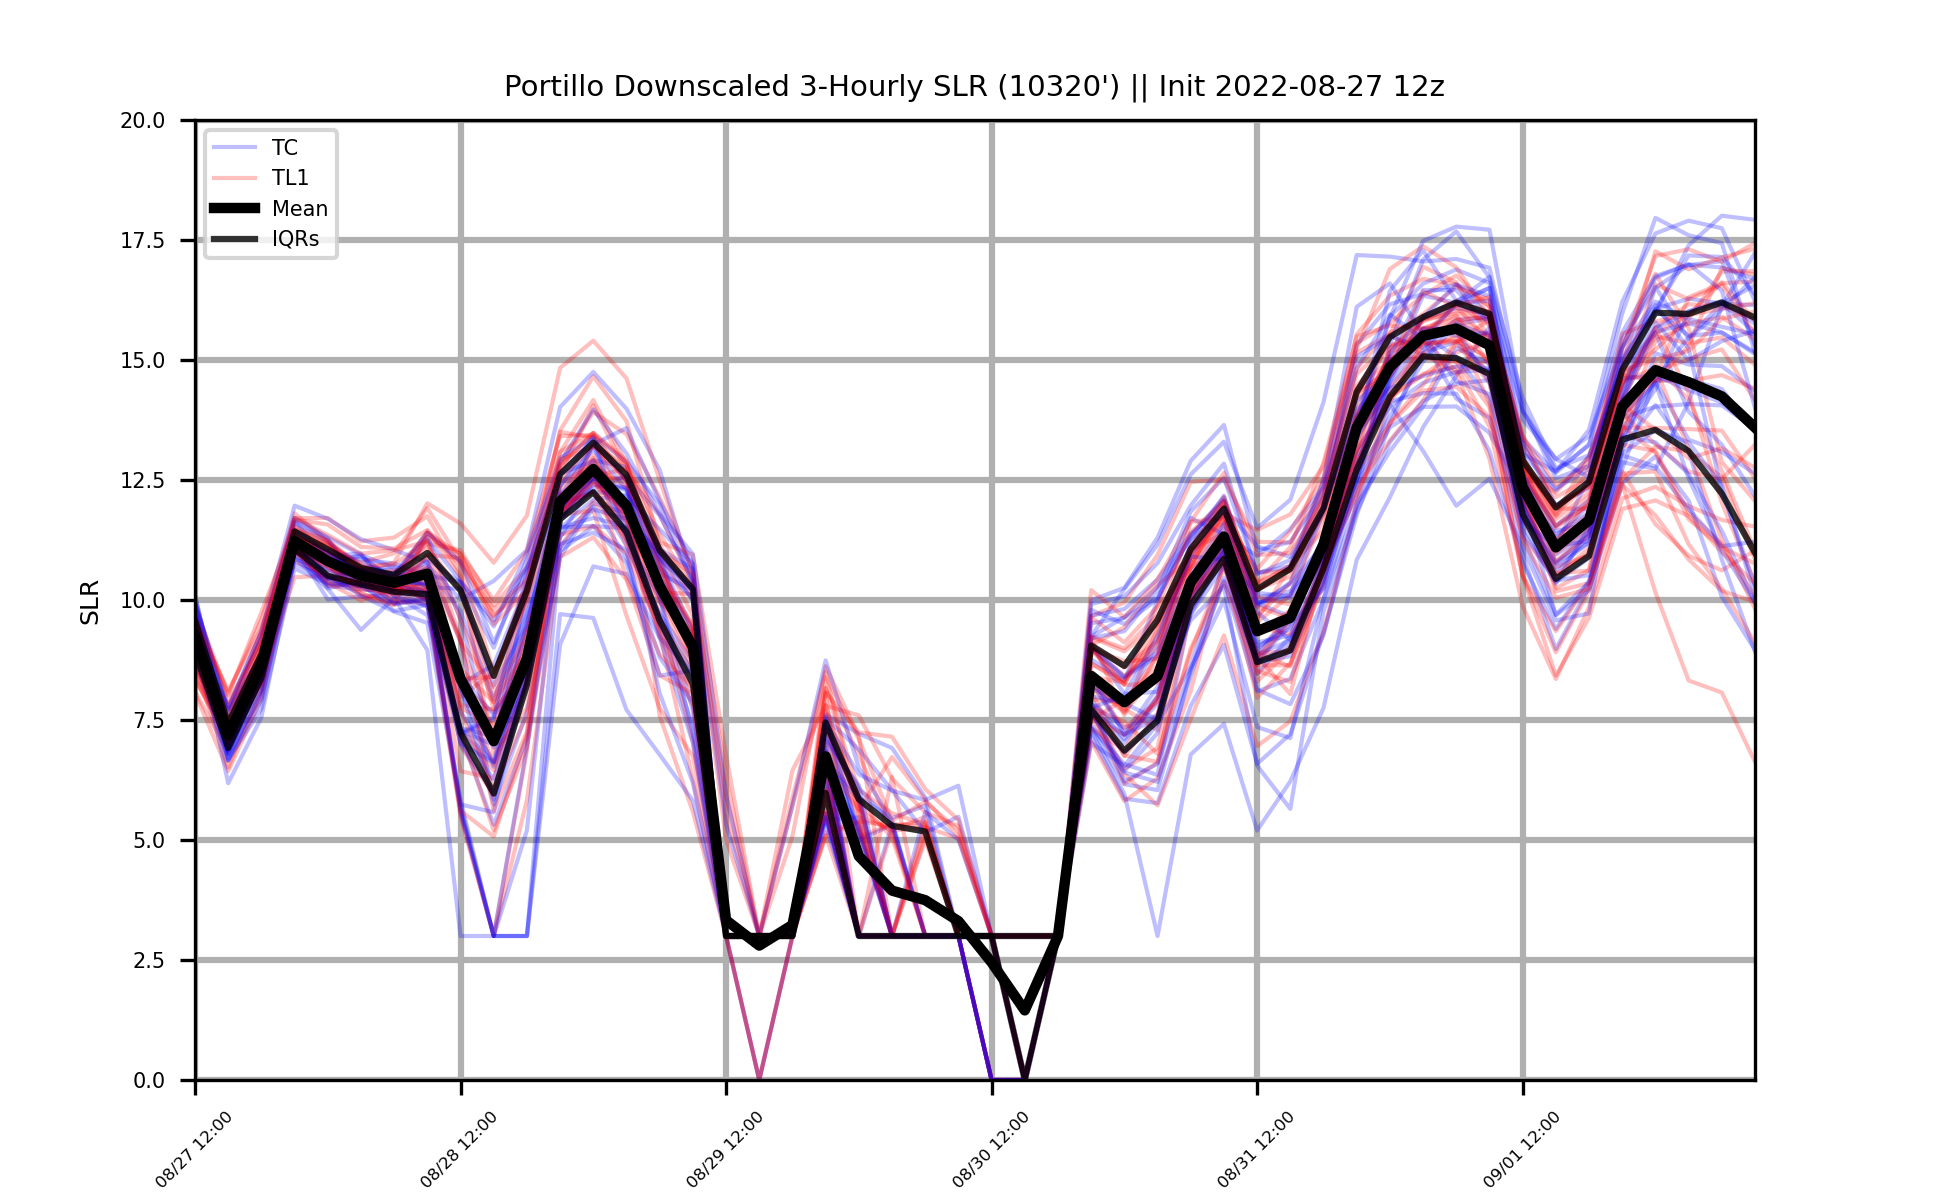 Portillo Downscaled 3-Hourly SLR (10320') || Init 2022-08-27 12z
20.0
17.5
15.0
12.5
10.0
7.5
5.0
2.5
0.0
SLR
TC
TL1
Mean
IQRs
08/27 12:00
08/28 12:00
08/29 12:00
08/30 12:00
08/31 12:00
09/01 12:00